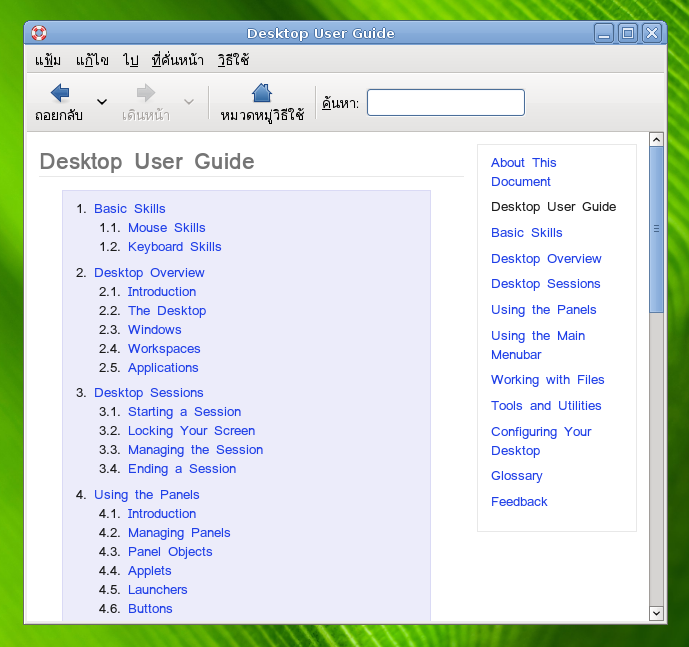 Desktop User Guide
แฟ้ม แก้ไข ไป ที่คั่นหน้า วิธีใช้
ถอยกลับ เดินหน้า หมวดหมู่วิธีใช้ ค้นหา:
Desktop User Guide
1. Basic Skills
1.1. Mouse Skills
1.2. Keyboard Skills
2. Desktop Overview
2.1. Introduction
2.2. The Desktop
2.3. Windows
2.4. Workspaces
2.5. Applications
3. Desktop Sessions
3.1. Starting a Session
3.2. Locking Your Screen
3.3. Managing the Session
3.4. Ending a Session
4. Using the Panels
4.1. Introduction
4.2. Managing Panels
4.3. Panel Objects
4.4. Applets
4.5. Launchers
4.6. Buttons
About This
Document
Desktop User Guide
Basic Skills
Desktop Overview
Desktop Sessions
Using the Panels
Using the Main
Menubar
Working with Files
Tools and Utilities
Configuring Your
Desktop
Glossary
Feedback